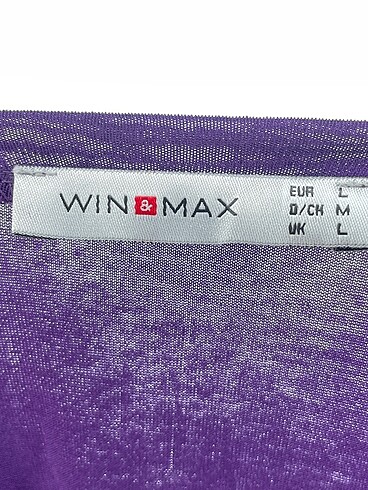 WIN & MAX
EUR L
D/CH M
UK L